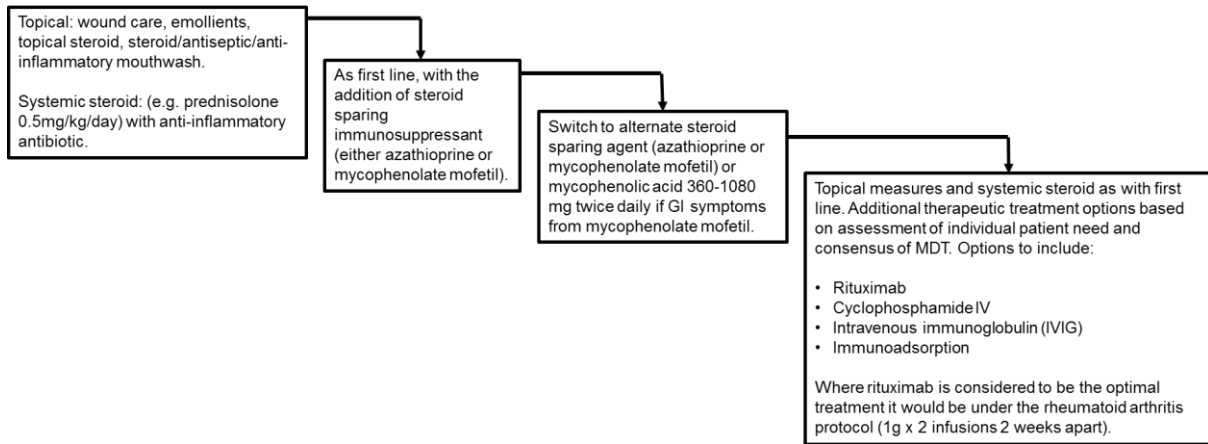 Topical: wound care, emollients,
topical steroid, steroid/antiseptic/anti-
inflammatory mouthwash.
Systemic steroid: (e.g. prednisolone
0.5mg/kg/day) with anti-inflammatory
antibiotic.
As first line, with the
addition of steroid
sparing
immunosuppressant
(either azathioprine or
mycophenolate mofetil).
Switch to alternate steroid
sparing agent (azathioprine or
mycophenolate mofetil) or
mycophenolic acid 360-1080
mg twice daily if GI symptoms
from mycophenolate mofetil.
Topical measures and systemic steroid as with first
line. Additional therapeutic treatment options based
on assessment of individual patient need and
consensus of MDT. Options to include:
• Rituximab
• Cyclophosphamide IV
• Intravenous immunoglobulin (IVIG)
• Immunoadsorption
Where rituximab is considered to be the optimal
treatment it would be under the rheumatoid arthritis
protocol (1g x 2 infusions 2 weeks apart).